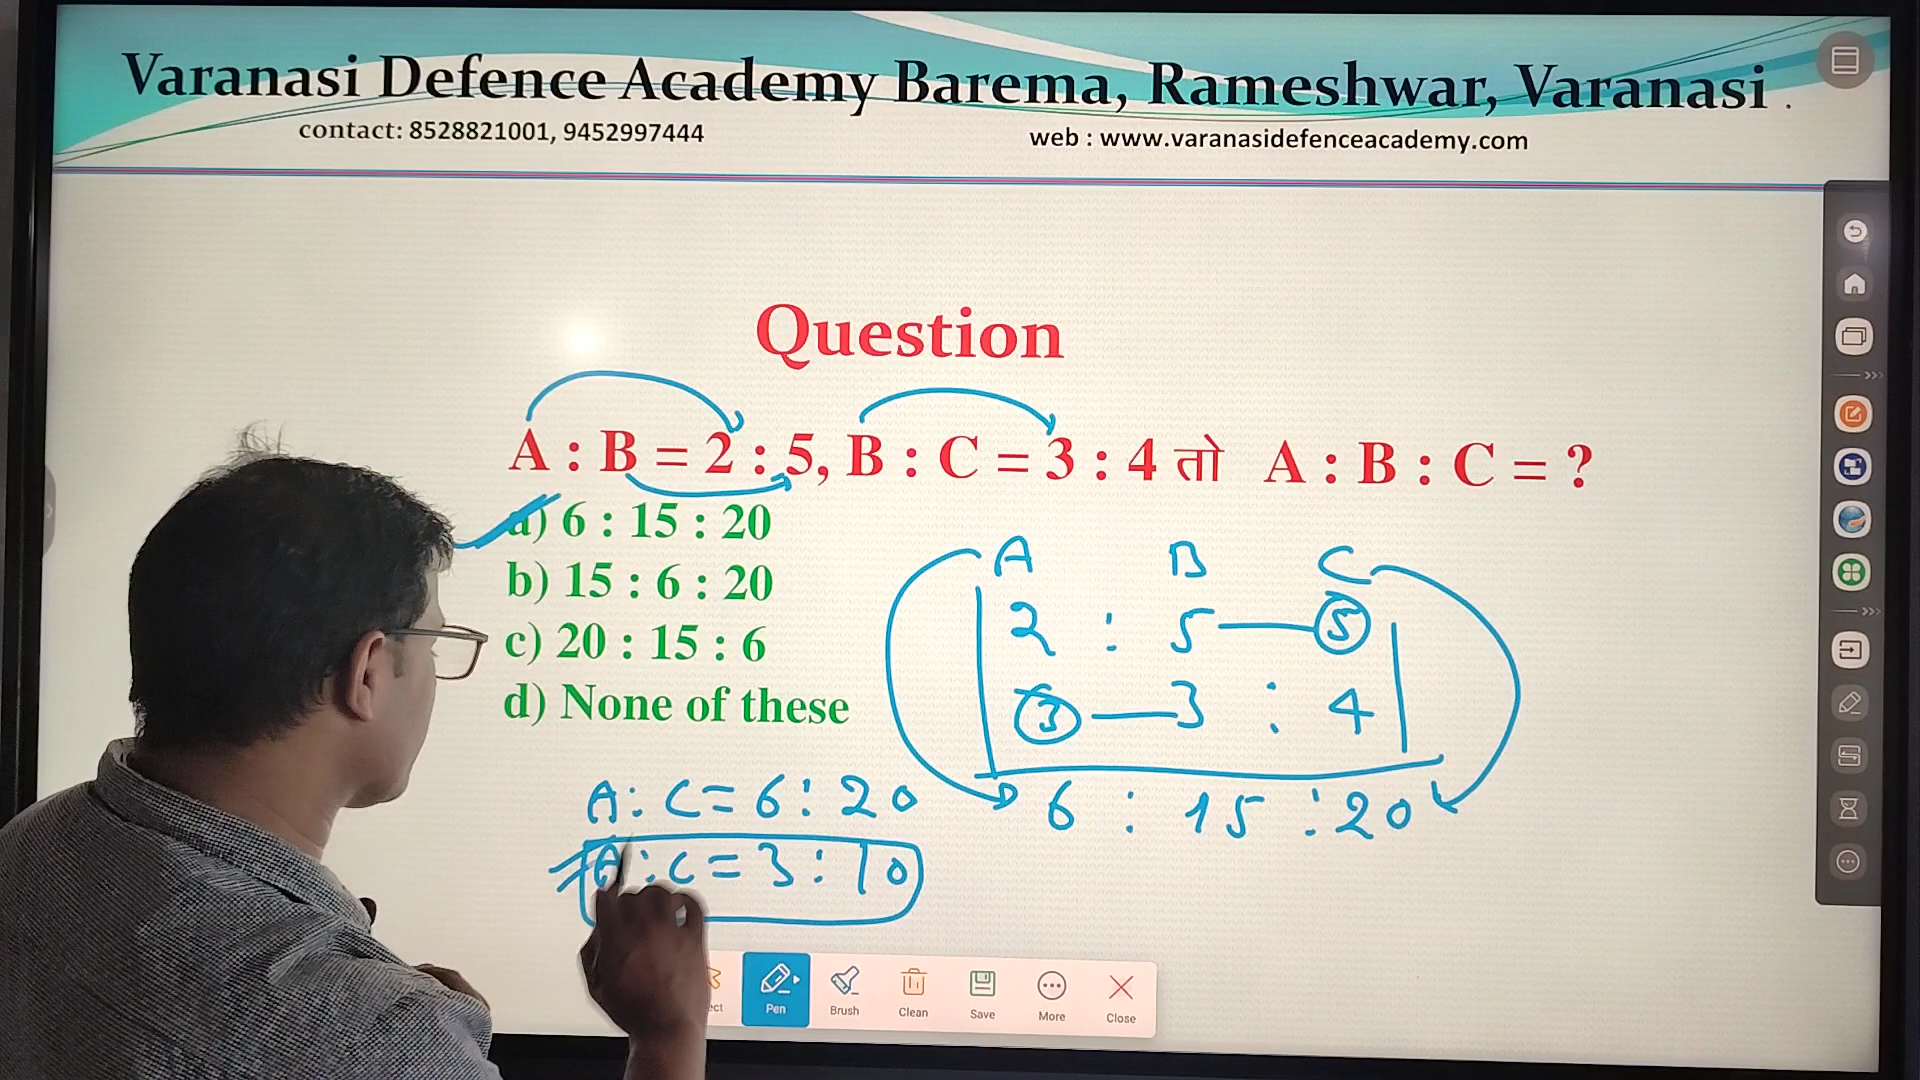 Varanasi Defence Academy Barema, Rameshwar, Varanasi .
contact: 8528821001, 9452997444
web : www.varanasidefenceacademy.com
Question
A : B = 2 : 5, B : C = 3 : 4 तो A : B : C = ?
a) 6 : 15 : 20
b) 15 : 6 : 20
c) 20 : 15 : 6
d) None of these
A B C
2 : 5 5
3 3 : 4
6 : 15 : 20
A : C = 6 : 20
A : C = 3 : 10
Pen
Brush
Clean
Save
More
Close